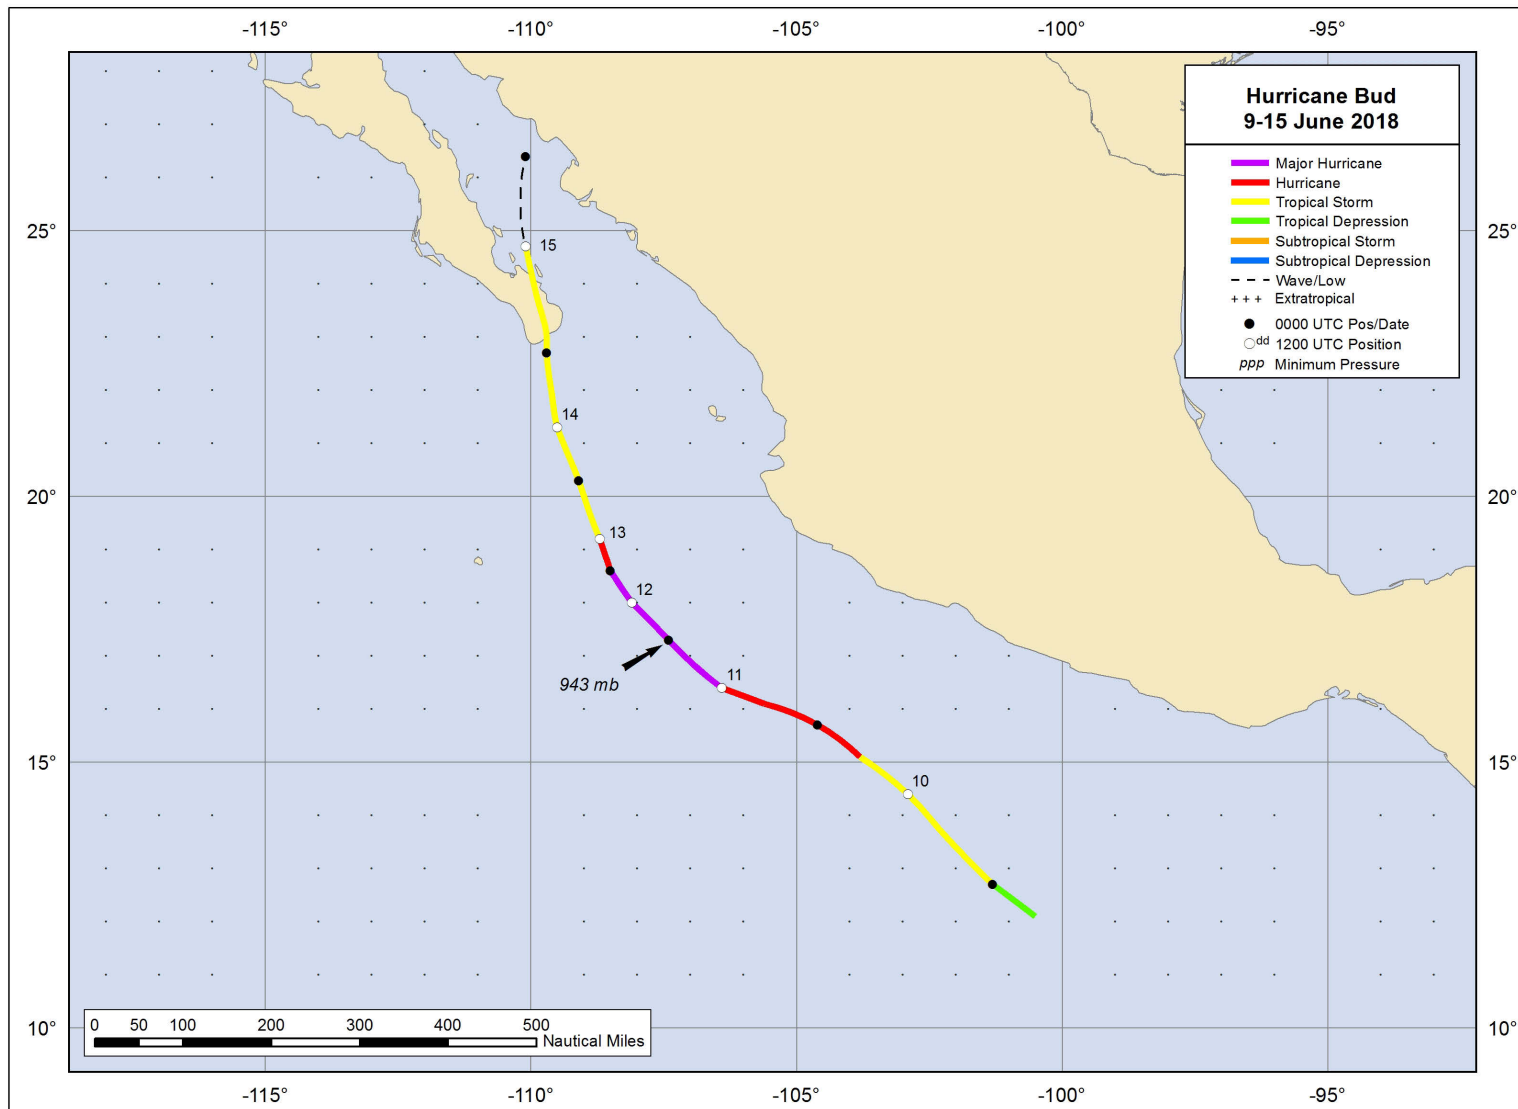 -115° -110° -105° -100° -95°
Hurricane Bud
9-15 June 2018
Major Hurricane
Hurricane
Tropical Storm
Tropical Depression
Subtropical Storm
Subtropical Depression
Wave/Low
+ + + Extratropical
0000 UTC Pos/Date
dd 1200 UTC Position
ppp Minimum Pressure
25° 25°
15
14
20° 20°
13
12
11
943 mb
15° 15°
10
10° 10°
0 50 100 200 300 400 500
Nautical Miles
-115° -110° -105° -100° -95°